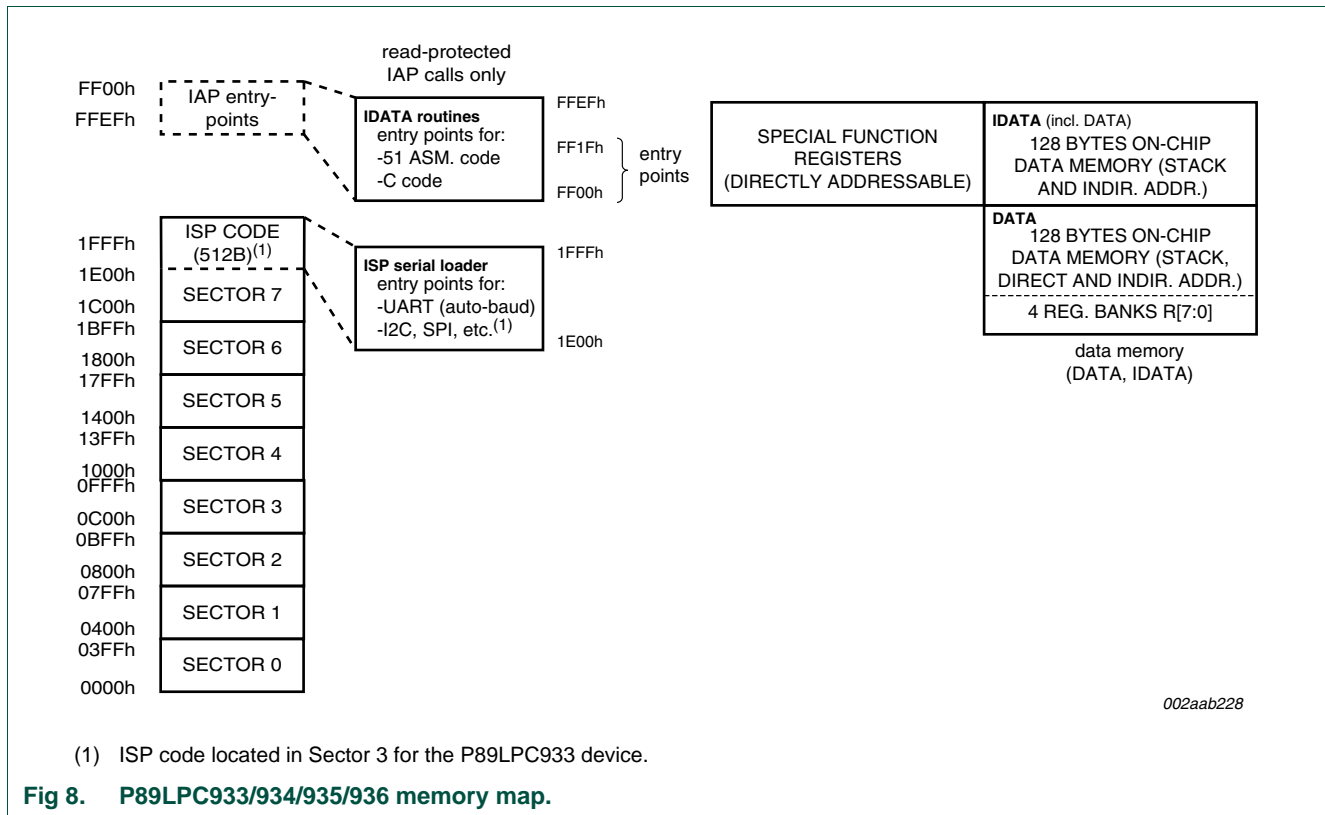 read-protected
IAP calls only
FF00h
FFEFh
IAP entry-
points
IDATA routines
entry points for:
-51 ASM. code
-C code
FFEFh
FF1Fh
FF00h
entry
points
SPECIAL FUNCTION
REGISTERS
(DIRECTLY ADDRESSABLE)
IDATA (incl. DATA)
128 BYTES ON-CHIP
DATA MEMORY (STACK
AND INDIR. ADDR.)
DATA
128 BYTES ON-CHIP
DATA MEMORY (STACK,
DIRECT AND INDIR. ADDR.)
4 REG. BANKS R[7:0]
data memory
(DATA, IDATA)
1FFFh
1E00h
ISP CODE
(512B)(1)
ISP serial loader
entry points for:
-UART (auto-baud)
-I2C, SPI, etc.(1)
1FFFh
1E00h
SECTOR 7
1C00h
1BFFh
SECTOR 6
1800h
17FFh
SECTOR 5
1400h
13FFh
SECTOR 4
1000h
0FFFh
SECTOR 3
0C00h
0BFFh
SECTOR 2
0800h
07FFh
SECTOR 1
0400h
03FFh
SECTOR 0
0000h
002aab228
(1) ISP code located in Sector 3 for the P89LPC933 device.
Fig 8. P89LPC933/934/935/936 memory map.